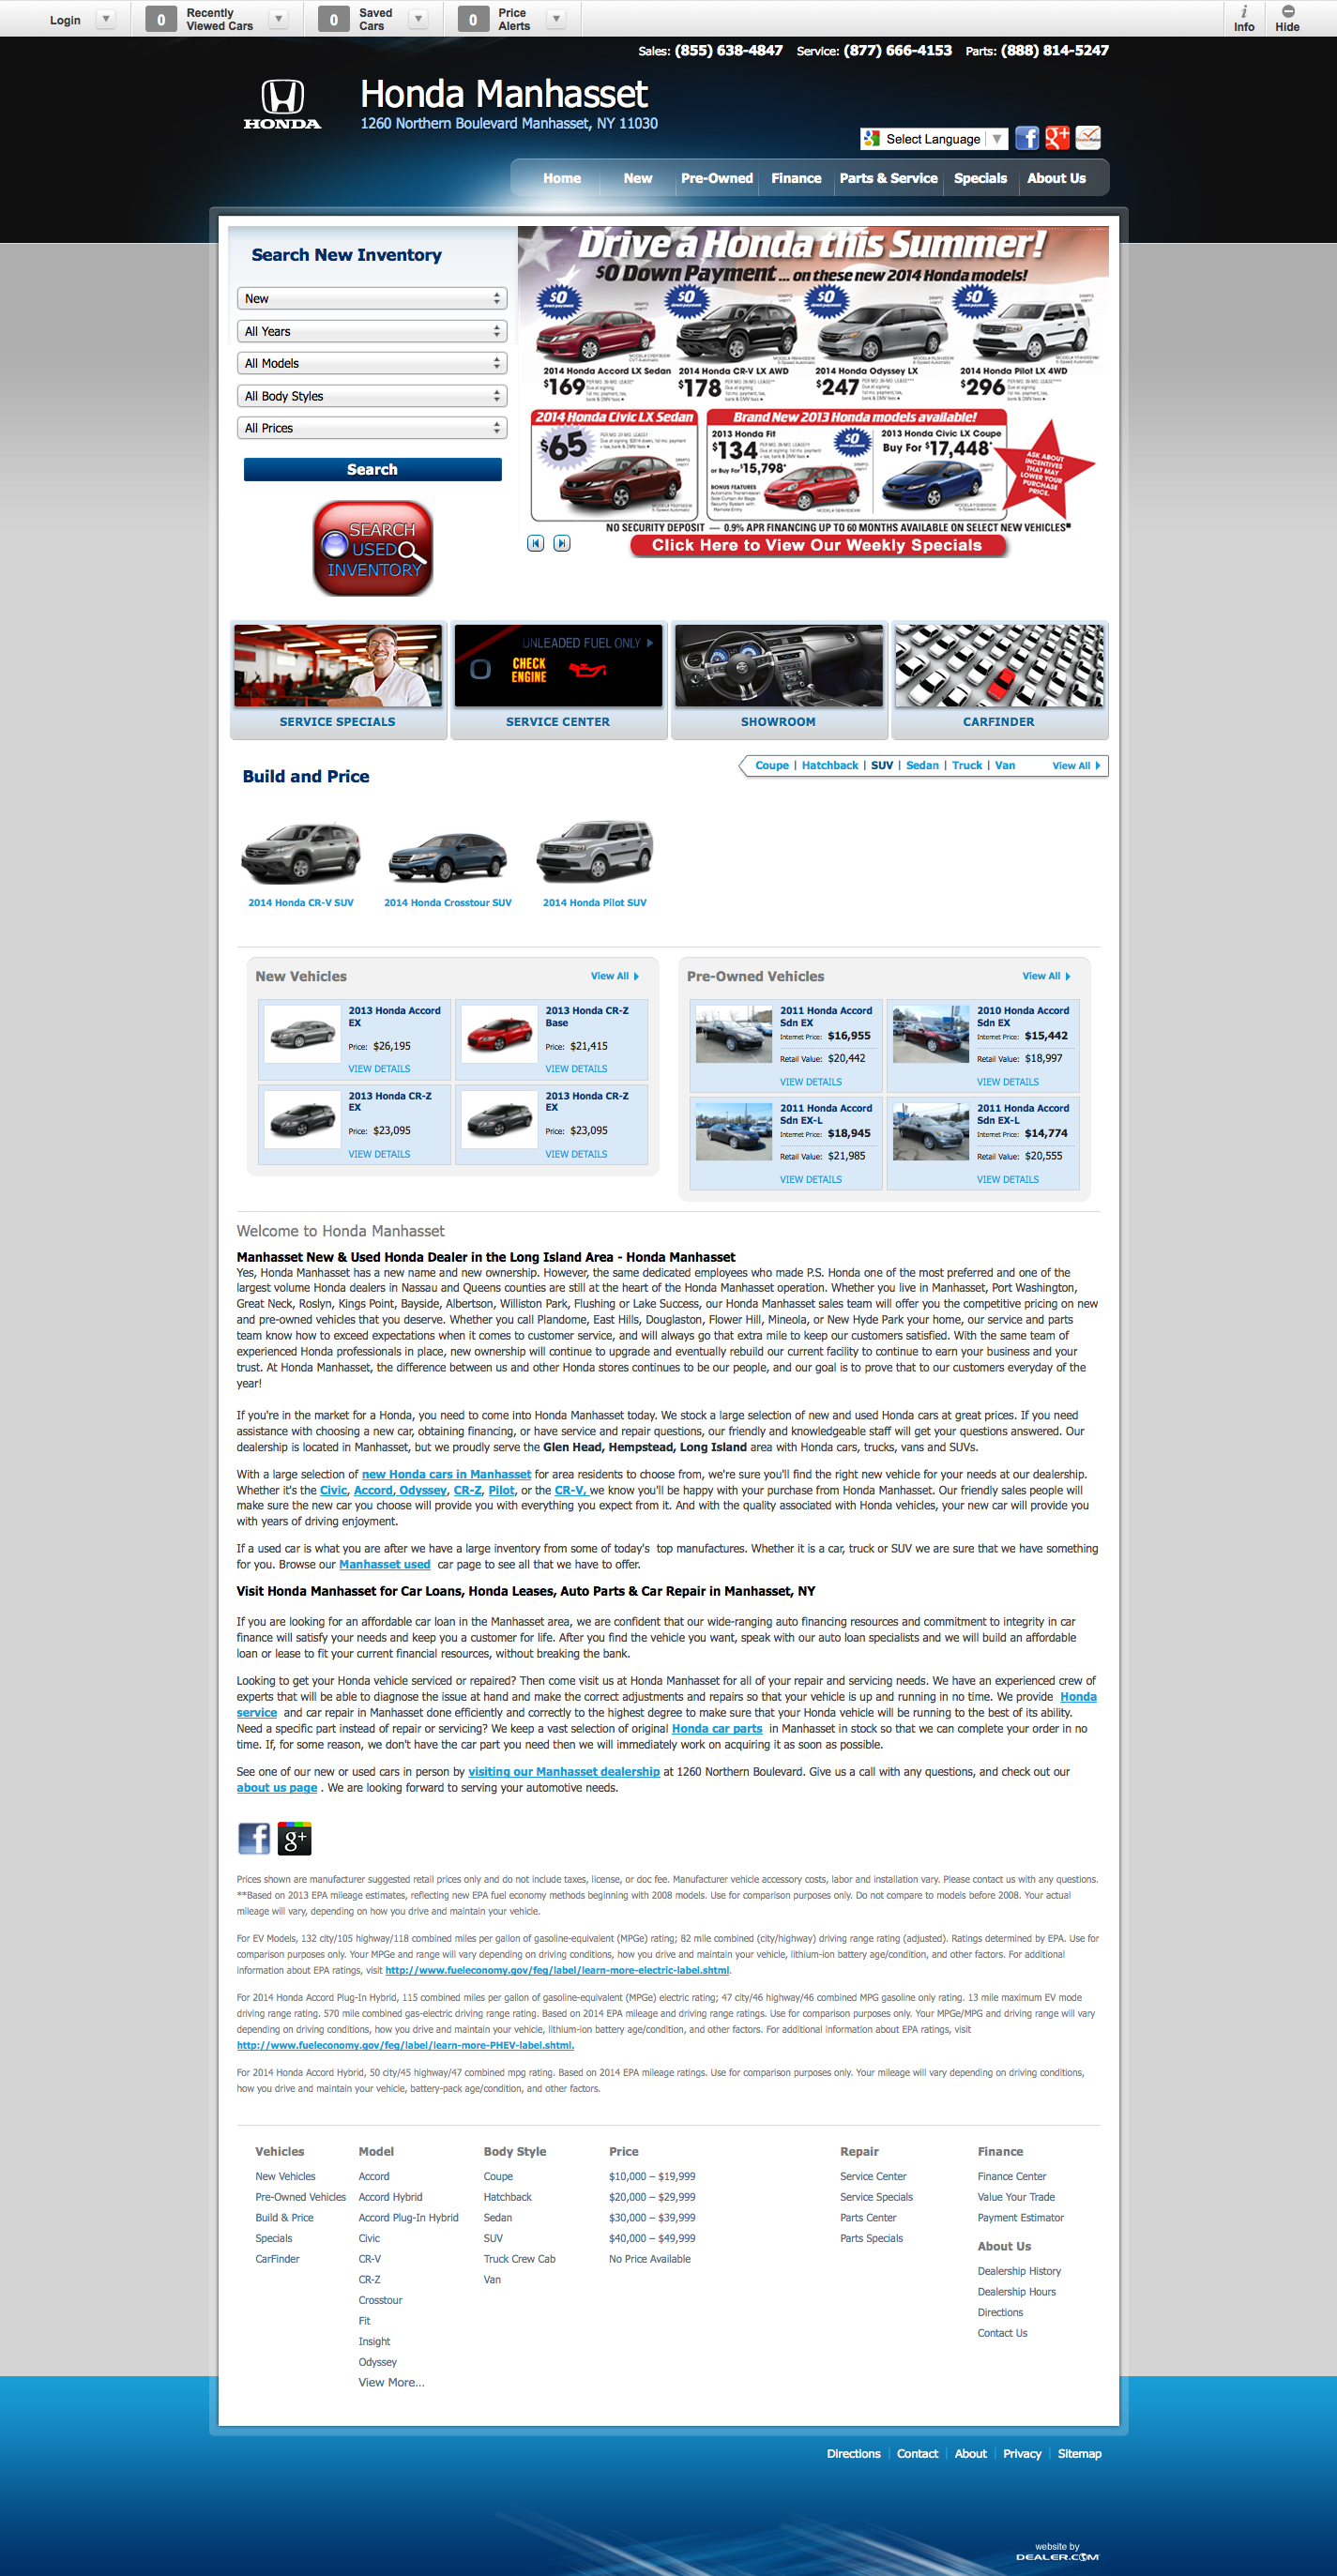 Login
0 Recently Viewed Cars
0 Saved Cars
0 Price Alerts
Info
Hide
Sales: (855) 638-4847 Service: (877) 666-4153 Parts: (888) 814-5247
HONDA
Honda Manhasset
1260 Northern Boulevard Manhasset, NY 11030
Select Language
Home New Pre-Owned Finance Parts & Service Specials About Us
Search New Inventory
New
All Years
All Models
All Body Styles
All Prices
Search
SEARCH
USED
INVENTORY
Drive a Honda this Summer!
$0 Down Payment ... on these new 2014 Honda models!
$0 $0 $0 $0
2014 Honda Accord LX Sedan 2014 Honda CR-V LX AWD 2014 Honda Odyssey LX 2014 Honda Pilot LX 4WD
$169 $178 $247 $296
2014 Honda Civic LX Sedan
$65
Brand New 2013 Honda models available!
2013 Honda Fit
$134
or Buy For $15,798*
BONUS FEATURES
$0
2013 Honda Civic LX Coupe
Buy For $17,448*
ASK ABOUT
INCENTIVES
THAT MAY
LOWER YOUR
PURCHASE
PRICE.
NO SECURITY DEPOSIT — 0.9% APR FINANCING UP TO 60 MONTHS AVAILABLE ON SELECT NEW VEHICLES
Click Here to View Our Weekly Specials
UNLEADED FUEL ONLY
CHECK
ENGINE
SERVICE SPECIALS
SERVICE CENTER
SHOWROOM
CARFINDER
Build and Price
Coupe | Hatchback | SUV | Sedan | Truck | Van View All
2014 Honda CR-V SUV
2014 Honda Crosstour SUV
2014 Honda Pilot SUV
New Vehicles View All
2013 Honda Accord EX
Price: $26,195
VIEW DETAILS
2013 Honda CR-Z Base
Price: $21,415
VIEW DETAILS
2013 Honda CR-Z EX
Price: $23,095
VIEW DETAILS
2013 Honda CR-Z EX
Price: $23,095
VIEW DETAILS
Pre-Owned Vehicles View All
2011 Honda Accord Sdn EX
Internet Price: $16,955
Retail Value: $20,442
VIEW DETAILS
2010 Honda Accord Sdn EX
Internet Price: $15,442
Retail Value: $18,997
VIEW DETAILS
2011 Honda Accord Sdn EX-L
Internet Price: $18,945
Retail Value: $21,985
VIEW DETAILS
2011 Honda Accord Sdn EX-L
Internet Price: $14,774
Retail Value: $20,555
VIEW DETAILS
Welcome to Honda Manhasset
Manhasset New & Used Honda Dealer in the Long Island Area - Honda Manhasset
Yes, Honda Manhasset has a new name and new ownership. However, the same dedicated employees who made P.S. Honda one of the most preferred and one of the
largest volume Honda dealers in Nassau and Queens counties are still at the heart of the Honda Manhasset operation. Whether you live in Manhasset, Port Washington,
Great Neck, Roslyn, Kings Point, Bayside, Albertson, Williston Park, Flushing or Lake Success, our Honda Manhasset sales team will offer you the competitive pricing on new
and pre-owned vehicles that you deserve. Whether you call Plandome, East Hills, Douglaston, Flower Hill, Mineola, or New Hyde Park your home, our service and parts
team know how to exceed expectations when it comes to customer service, and will always go that extra mile to keep our customers satisfied. With the same team of
experienced Honda professionals in place, new ownership will continue to upgrade and eventually rebuild our current facility to continue to earn your business and your
trust. At Honda Manhasset, the difference between us and other Honda stores continues to be our people, and our goal is to prove that to our customers everyday of the
year!
If you're in the market for a Honda, you need to come into Honda Manhasset today. We stock a large selection of new and used Honda cars at great prices. If you need
assistance with choosing a new car, obtaining financing, or have service and repair questions, our friendly and knowledgeable staff will get your questions answered. Our
dealership is located in Manhasset, but we proudly serve the Glen Head, Hempstead, Long Island area with Honda cars, trucks, vans and SUVs.
With a large selection of new Honda cars in Manhasset for area residents to choose from, we're sure you'll find the right new vehicle for your needs at our dealership.
Whether it's the Civic, Accord, Odyssey, CR-Z, Pilot, or the CR-V, we know you'll be happy with your purchase from Honda Manhasset. Our friendly sales people will
make sure the new car you choose will provide you with everything you expect from it. And with the quality associated with Honda vehicles, your new car will provide you
with years of driving enjoyment.
If a used car is what you are after we have a large inventory from some of today's top manufactures. Whether it is a car, truck or SUV we are sure that we have something
for you. Browse our Manhasset used car page to see all that we have to offer.
Visit Honda Manhasset for Car Loans, Honda Leases, Auto Parts & Car Repair in Manhasset, NY
If you are looking for an affordable car loan in the Manhasset area, we are confident that our wide-ranging auto financing resources and commitment to integrity in car
finance will satisfy your needs and keep you a customer for life. After you find the vehicle you want, speak with our auto loan specialists and we will build an affordable
loan or lease to fit your current financial resources, without breaking the bank.
Looking to get your Honda vehicle serviced or repaired? Then come visit us at Honda Manhasset for all of your repair and servicing needs. We have an experienced crew of
experts that will be able to diagnose the issue at hand and make the correct adjustments and repairs so that your vehicle is up and running in no time. We provide Honda
service and car repair in Manhasset done efficiently and correctly to the highest degree to make sure that your Honda vehicle will be running to the best of its ability.
Need a specific part instead of repair or servicing? We keep a vast selection of original Honda car parts in Manhasset in stock so that we can complete your order in no
time. If, for some reason, we don't have the car part you need then we will immediately work on acquiring it as soon as possible.
See one of our new or used cars in person by visiting our Manhasset dealership at 1260 Northern Boulevard. Give us a call with any questions, and check out our
about us page . We are looking forward to serving your automotive needs.
Prices shown are manufacturer suggested retail prices only and do not include taxes, license, or doc fee. Manufacturer vehicle accessory costs, labor and installation vary. Please contact us with any questions.
**Based on 2013 EPA mileage estimates, reflecting new EPA fuel economy methods beginning with 2008 models. Use for comparison purposes only. Do not compare to models before 2008. Your actual
mileage will vary, depending on how you drive and maintain your vehicle.
For EV Models, 132 city/105 highway/118 combined miles per gallon of gasoline-equivalent (MPGe) rating; 82 mile combined (city/highway) driving range rating (adjusted). Ratings determined by EPA. Use for
comparison purposes only. Your MPGe and range will vary depending on driving conditions, how you drive and maintain your vehicle, lithium-ion battery age/condition, and other factors. For additional
information about EPA ratings, visit http://www.fueleconomy.gov/feg/label/learn-more-electric-label.shtml.
For 2014 Honda Accord Plug-In Hybrid, 115 combined miles per gallon of gasoline-equivalent (MPGe) electric rating; 47 city/46 highway/46 combined MPG gasoline only rating. 13 mile maximum EV mode
driving range rating. 570 mile combined gas-electric driving range rating. Based on 2014 EPA mileage and driving range ratings. Use for comparison purposes only. Your MPGe/MPG and driving range will vary
depending on driving conditions, how you drive and maintain your vehicle, lithium-ion battery age/condition, and other factors. For additional information about EPA ratings, visit
http://www.fueleconomy.gov/feg/label/learn-more-PHEV-label.shtml.
For 2014 Honda Accord Hybrid, 50 city/45 highway/47 combined mpg rating. Based on 2014 EPA mileage ratings. Use for comparison purposes only. Your mileage will vary depending on driving conditions,
how you drive and maintain your vehicle, battery-pack age/condition, and other factors.
Vehicles
New Vehicles
Pre-Owned Vehicles
Build & Price
Specials
CarFinder
Model
Accord
Accord Hybrid
Accord Plug-In Hybrid
Civic
CR-V
CR-Z
Crosstour
Fit
Insight
Odyssey
View More...
Body Style
Coupe
Hatchback
Sedan
SUV
Truck Crew Cab
Van
Price
$10,000 – $19,999
$20,000 – $29,999
$30,000 – $39,999
$40,000 – $49,999
No Price Available
Repair
Service Center
Service Specials
Parts Center
Parts Specials
Finance
Finance Center
Value Your Trade
Payment Estimator
About Us
Dealership History
Dealership Hours
Directions
Contact Us
Directions | Contact | About | Privacy | Sitemap
website by
DEALER.COM